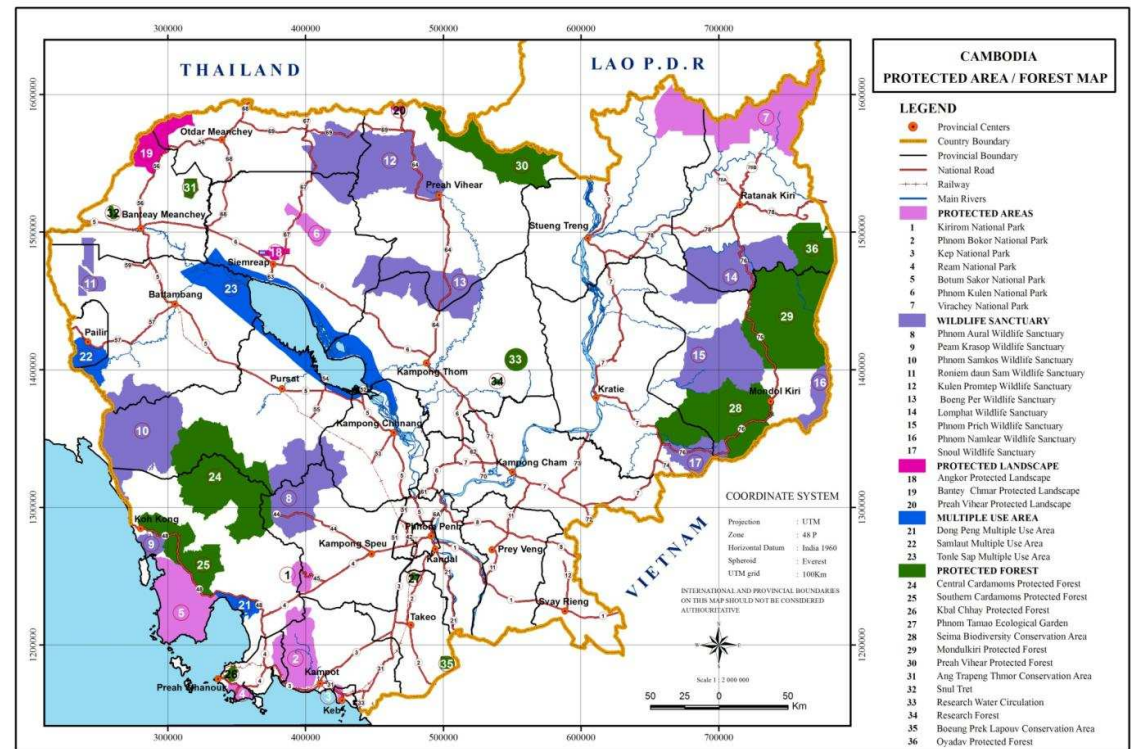 300000 400000 500000 600000 700000
THAILAND
LAO P.D.R
VIETNAM
1600000
1500000
1400000
1300000
1200000
Otdar Meanchey
Banteay Meanchey
Siemreap
Preah Vihear
Stueng Treng
Ratanak Kiri
Battambang
Pailin
Pursat
Kampong Thom
Kratie
Mondol Kiri
Kampong Chhnang
Kampong Cham
Koh Kong
Kampong Speu
Phnom Penh
Kandal
Prey Veng
Svay Rieng
Takeo
Kampot
Keb
Preah Sihanouk
COORDINATE SYSTEM
Projection : UTM
Zone : 48 P
Horizontal Datum : India 1960
Spheroid : Everest
UTM grid : 100Km
INTERNATIONAL AND PROVINCIAL BOUNDARIES
ON THIS MAP SHOULD NOT BE CONSIDERED
AUTHOURITATIVE
Scale 1 : 2 000 000
50 0 50
Km
300000 400000 500000 600000 700000
CAMBODIA
PROTECTED AREA / FOREST MAP
LEGEND
Provincial Centers
Country Boundary
Provincial Boundary
National Road
Railway
Main Rivers
PROTECTED AREAS
1 Kirirom National Park
2 Phnom Bokor National Park
3 Kep National Park
4 Ream National Park
5 Botum Sakor National Park
6 Phnom Kulen National Park
7 Virachey National Park
WILDLIFE SANCTUARY
8 Phnom Aural Wildlife Sanctuary
9 Peam Krasop Wildlife Sanctuary
10 Phnom Samkos Wildlife Sanctuary
11 Roniem daun Sam Wildlife Sanctuary
12 Kulen Promtep Wildlife Sanctuary
13 Boeng Per Wildlife Sanctuary
14 Lomphat Wildlife Sanctuary
15 Phnom Prich Wildlife Sanctuary
16 Phnom Namlear Wildlife Sanctuary
17 Snoul Wildlife Sanctuary
PROTECTED LANDSCAPE
18 Angkor Protected Landscape
19 Bantey Chmar Protected Landscape
20 Preah Vihear Protected Landscape
MULTIPLE USE AREA
21 Dong Peng Multiple Use Area
22 Samlaut Multiple Use Area
23 Tonle Sap Multiple Use Area
PROTECTED FOREST
24 Central Cardamoms Protected Forest
25 Southern Cardamoms Protected Forest
26 Kbal Chhay Protected Forest
27 Phnom Tamao Ecological Garden
28 Seima Biodiversity Conservation Area
29 Mondulkiri Protected Forest
30 Preah Vihear Protected Forest
31 Ang Trapeng Thmor Conservation Area
32 Snul Tret
33 Research Water Circulation
34 Research Forest
35 Boeung Prek Lapouv Conservation Area
36 Oyadav Protected Forest